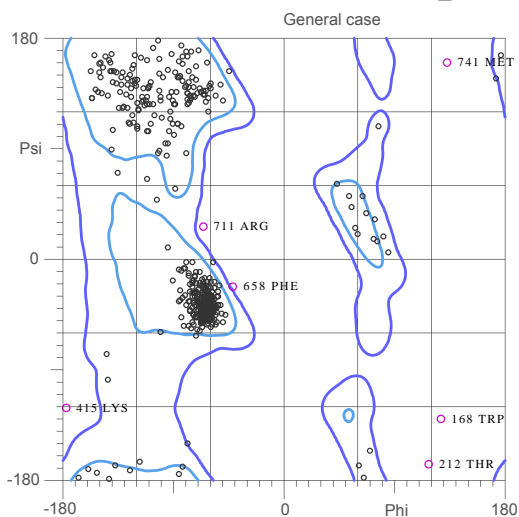 General case
180
741 MET
Psi
711 ARG
0
658 PHE
415 LYS
168 TRP
212 THR
-180
-180
0
Phi
180